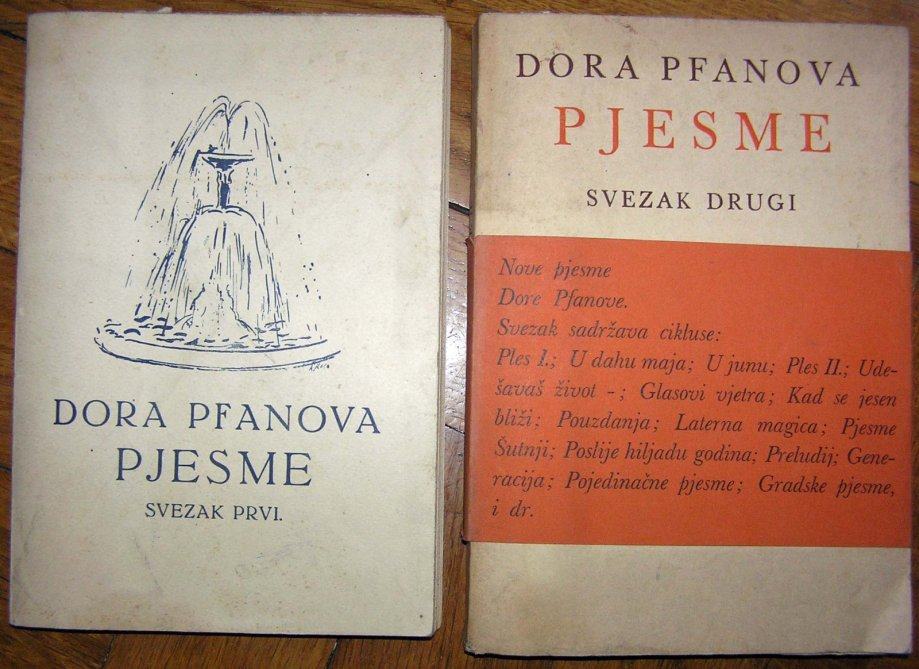 DORA PFANOVA
PJESME
SVEZAK PRVI.
DORA PFANOVA
PJESME
SVEZAK DRUGI
Nove pjesme
Dore Pfanove.
Svezak sadržava cikluse:
Ples I.; U dahu maja; U junu; Ples II.; Ude-
šavaš život -; Glasovi vjetra; Kad se jesen
bliži; Pouzdanja; Laterna magica; Pjesme
Šutnji; Poslije hiljadu godina; Preludij; Gene-
racija; Pojedinačne pjesme; Gradske pjesme,
i dr.